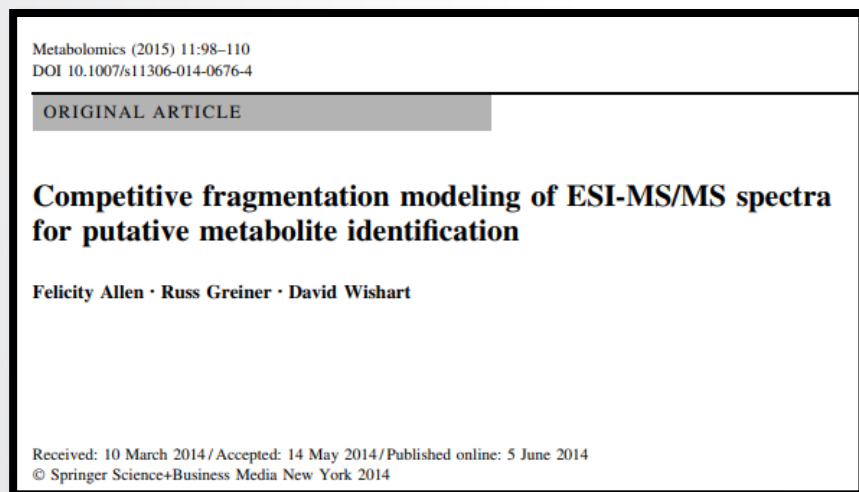 Metabolomics (2015) 11:98–110
DOI 10.1007/s11306-014-0676-4
ORIGINAL ARTICLE
Competitive fragmentation modeling of ESI-MS/MS spectra
for putative metabolite identification
Felicity Allen · Russ Greiner · David Wishart
Received: 10 March 2014 / Accepted: 14 May 2014 / Published online: 5 June 2014
© Springer Science+Business Media New York 2014